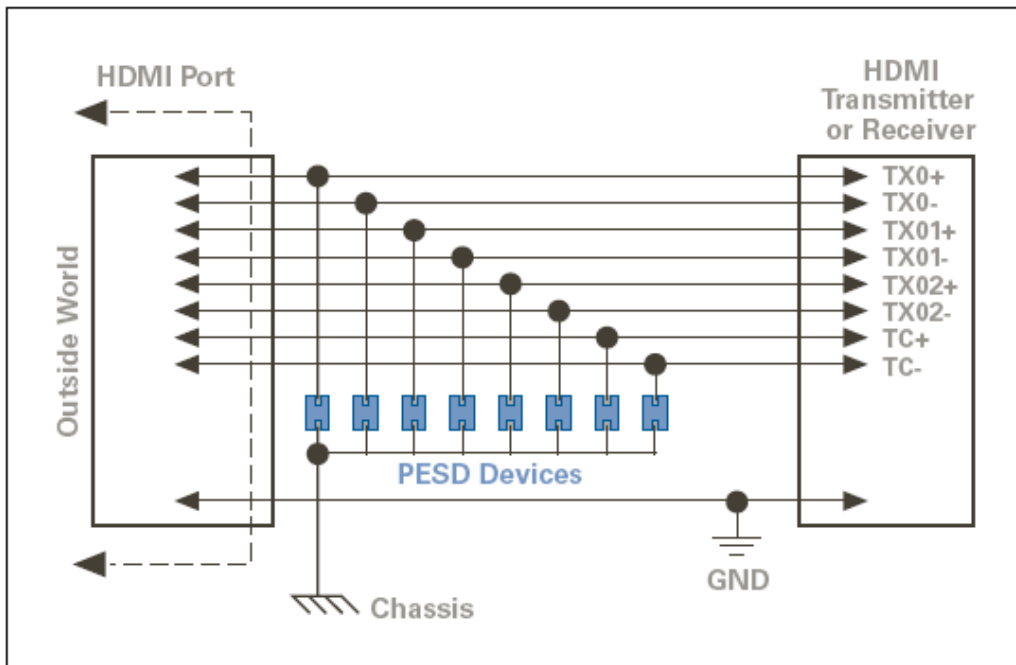 HDMI Port
HDMI
Transmitter
or Receiver
Outside World
TX0+
TX0-
TX01+
TX01-
TX02+
TX02-
TC+
TC-
PESD Devices
GND
Chassis